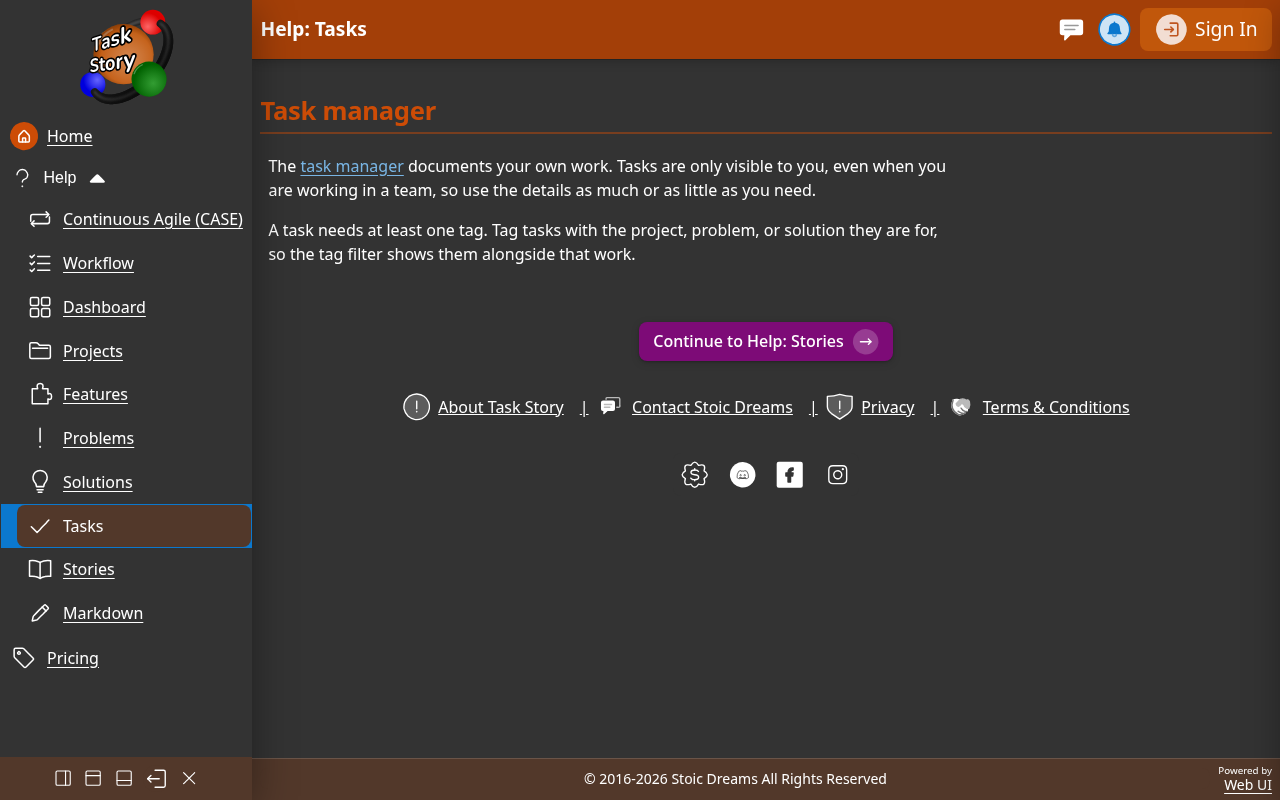 Task
Story
Help: Tasks
Sign In
Home
Help
Continuous Agile (CASE)
Workflow
Dashboard
Projects
Features
Problems
Solutions
Tasks
Stories
Markdown
Pricing
Task manager
The task manager documents your own work. Tasks are only visible to you, even when you
are working in a team, so use the details as much or as little as you need.
A task needs at least one tag. Tag tasks with the project, problem, or solution they are for,
so the tag filter shows them alongside that work.
Continue to Help: Stories
About Task Story | Contact Stoic Dreams | Privacy | Terms & Conditions
© 2016-2026 Stoic Dreams All Rights Reserved
Powered by
Web UI